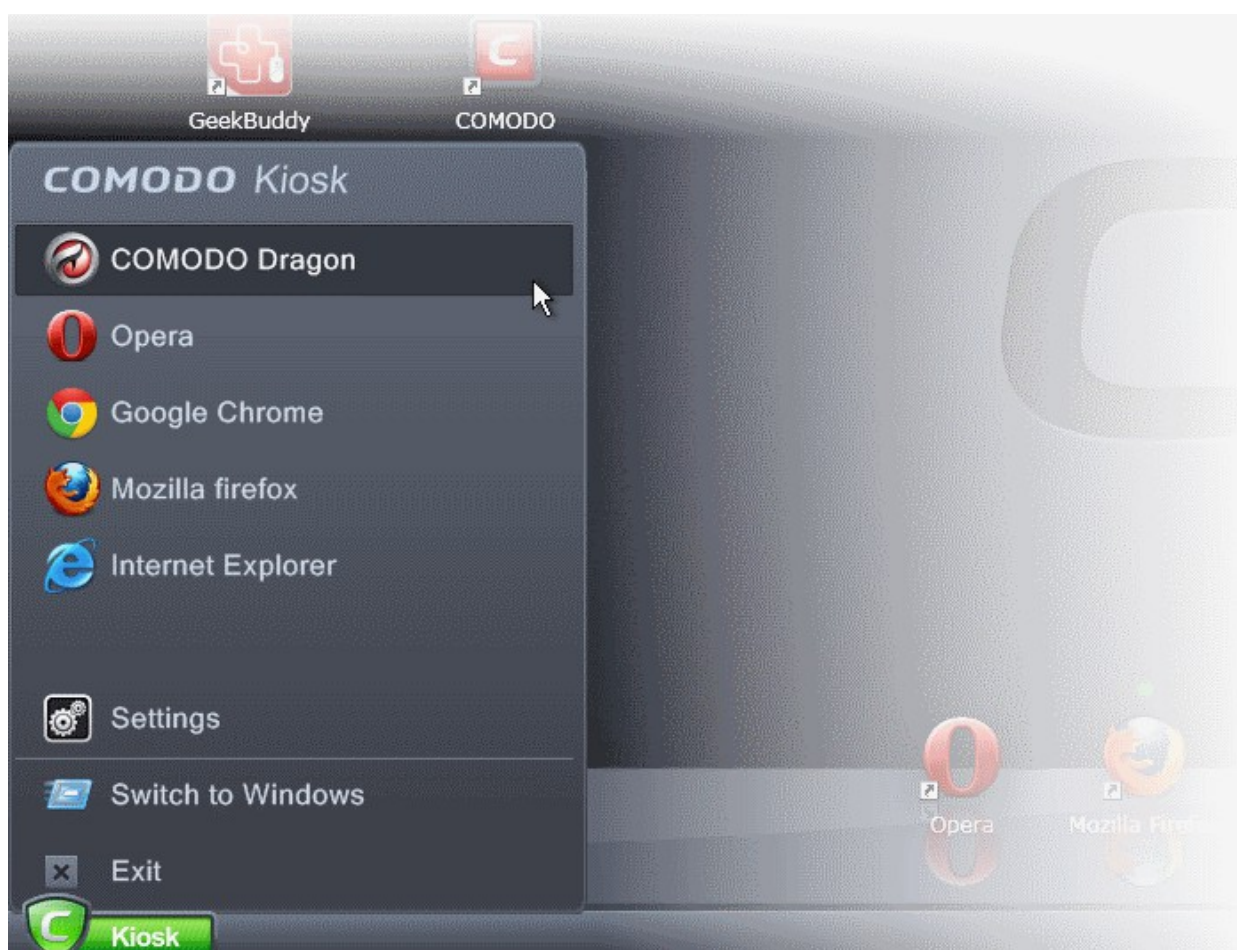 GeekBuddy
COMODO
COMODO Kiosk
COMODO Dragon
Opera
Google Chrome
Mozilla firefox
Internet Explorer
Settings
Switch to Windows
Exit
Kiosk
Opera
Mozilla